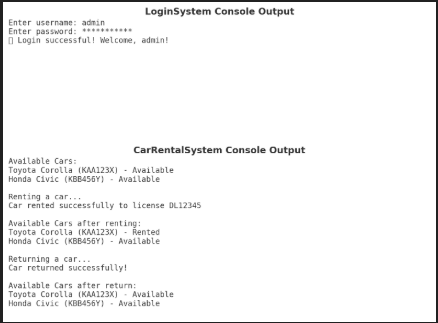 LoginSystem Console Output
Enter username: admin
Enter password: ***********
▯ Login successful! Welcome, admin!
CarRentalSystem Console Output
Available Cars:
Toyota Corolla (KAA123X) - Available
Honda Civic (KBB456Y) - Available
Renting a car...
Car rented successfully to license DL12345
Available Cars after renting:
Toyota Corolla (KAA123X) - Rented
Honda Civic (KBB456Y) - Available
Returning a car...
Car returned successfully!
Available Cars after return:
Toyota Corolla (KAA123X) - Available
Honda Civic (KBB456Y) - Available